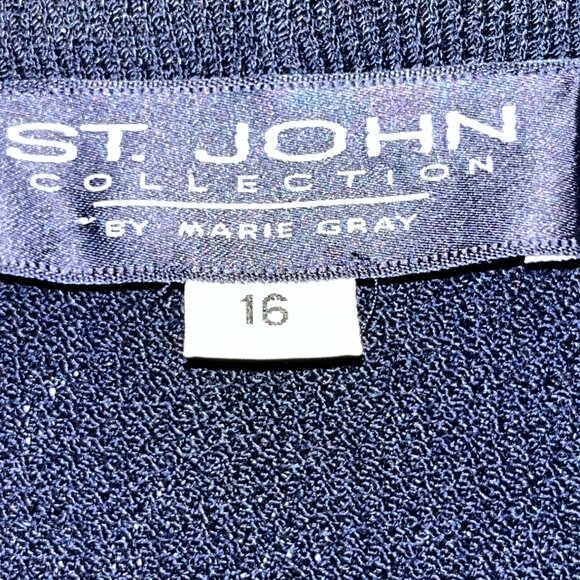 ST. JOHN
COLLECTION
BY MARIE GRAY
16